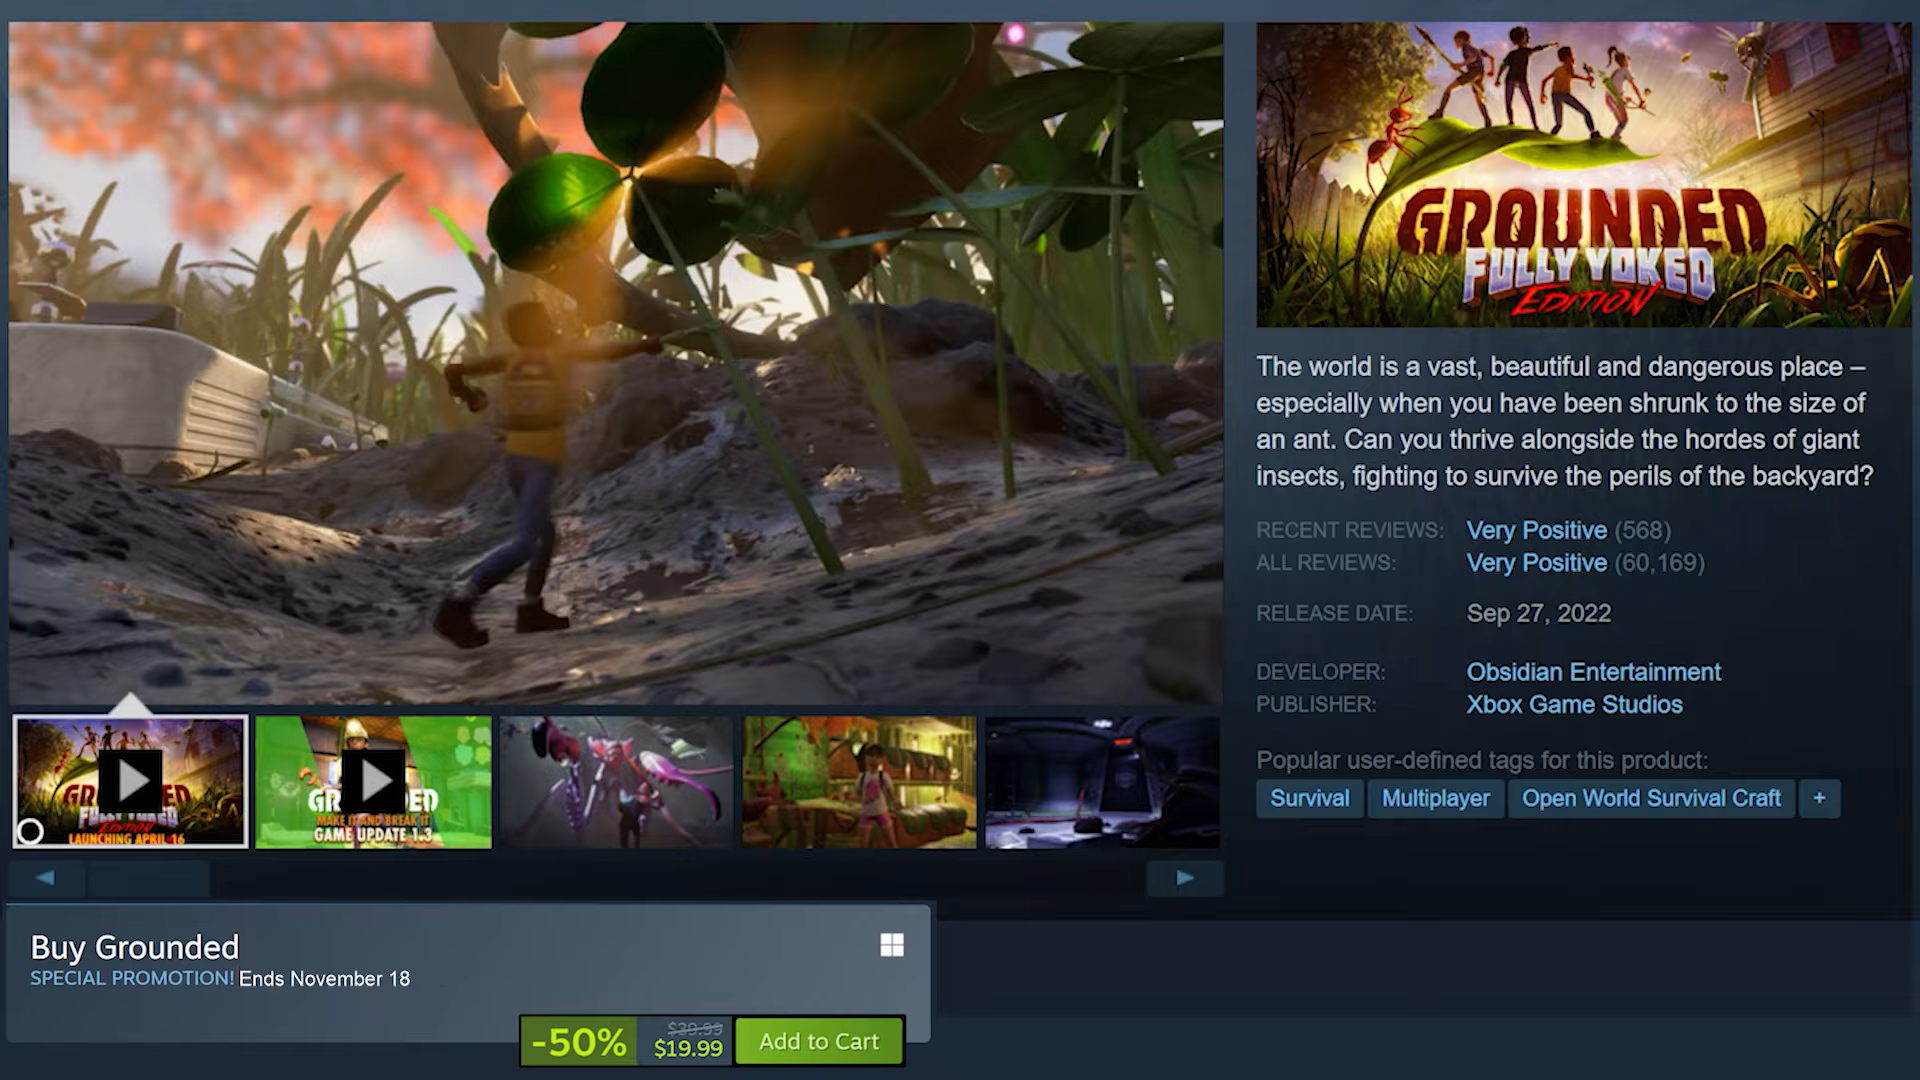 GROUNDED
FULLY YOKED
EDITION
The world is a vast, beautiful and dangerous place –
especially when you have been shrunk to the size of
an ant. Can you thrive alongside the hordes of giant
insects, fighting to survive the perils of the backyard?
RECENT REVIEWS: Very Positive (568)
ALL REVIEWS: Very Positive (60,169)
RELEASE DATE: Sep 27, 2022
DEVELOPER: Obsidian Entertainment
PUBLISHER: Xbox Game Studios
Popular user-defined tags for this product:
Survival Multiplayer Open World Survival Craft +
LAUNCHING APRIL 16
MAKE IT AND BREAK IT
GAME UPDATE 1.3
Buy Grounded
SPECIAL PROMOTION! Ends November 18
-50%
$39.99
$19.99
Add to Cart